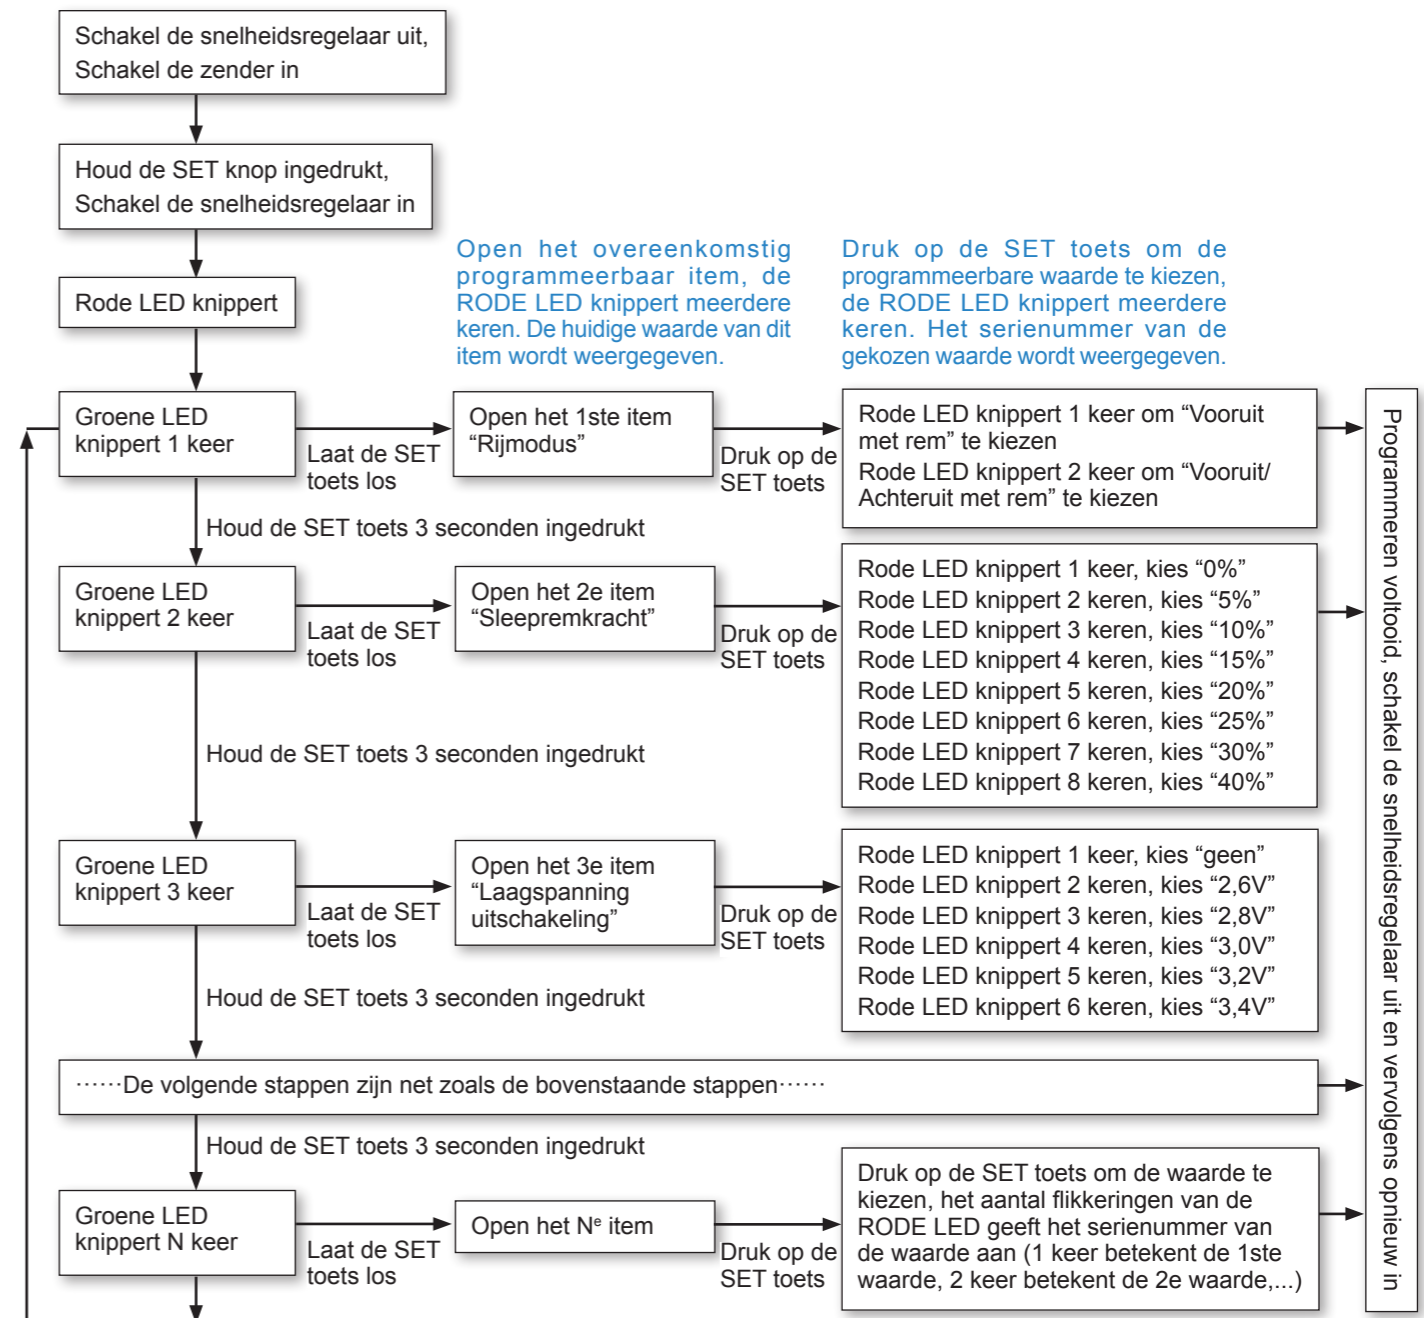 Schakel de snelheidsregelaar uit,
Schakel de zender in
Houd de SET knop ingedrukt,
Schakel de snelheidsregelaar in
Rode LED knippert
Open het overeenkomstig
programmeerbaar item, de
RODE LED knippert meerdere
keren. De huidige waarde van dit
item wordt weergegeven.
Druk op de SET toets om de
programmeerbare waarde te kiezen,
de RODE LED knippert meerdere
keren. Het serienummer van de
gekozen waarde wordt weergegeven.
Groene LED
knippert 1 keer
Laat de SET
toets los
Open het 1ste item
“Rijmodus”
Druk op de
SET toets
Rode LED knippert 1 keer om “Vooruit
met rem” te kiezen
Rode LED knippert 2 keer om “Vooruit/
Achteruit met rem” te kiezen
Houd de SET toets 3 seconden ingedrukt
Groene LED
knippert 2 keer
Laat de SET
toets los
Open het 2e item
“Sleepremkracht”
Druk op de
SET toets
Rode LED knippert 1 keer, kies “0%”
Rode LED knippert 2 keren, kies “5%”
Rode LED knippert 3 keren, kies “10%”
Rode LED knippert 4 keren, kies “15%”
Rode LED knippert 5 keren, kies “20%”
Rode LED knippert 6 keren, kies “25%”
Rode LED knippert 7 keren, kies “30%”
Rode LED knippert 8 keren, kies “40%”
Houd de SET toets 3 seconden ingedrukt
Groene LED
knippert 3 keer
Laat de SET
toets los
Open het 3e item
“Laagspanning
uitschakeling”
Druk op de
SET toets
Rode LED knippert 1 keer, kies “geen”
Rode LED knippert 2 keren, kies “2,6V”
Rode LED knippert 3 keren, kies “2,8V”
Rode LED knippert 4 keren, kies “3,0V”
Rode LED knippert 5 keren, kies “3,2V”
Rode LED knippert 6 keren, kies “3,4V”
Houd de SET toets 3 seconden ingedrukt
······De volgende stappen zijn net zoals de bovenstaande stappen······
Houd de SET toets 3 seconden ingedrukt
Groene LED
knippert N keer
Laat de SET
toets los
Open het Nᵉ item
Druk op de
SET toets
Druk op de SET toets om de waarde te
kiezen, het aantal flikkeringen van de
RODE LED geeft het serienummer van
de waarde aan (1 keer betekent de 1ste
waarde, 2 keer betekent de 2e waarde,...)
Programmeren voltooid, schakel de snelheidsregelaar uit en vervolgens opnieuw in